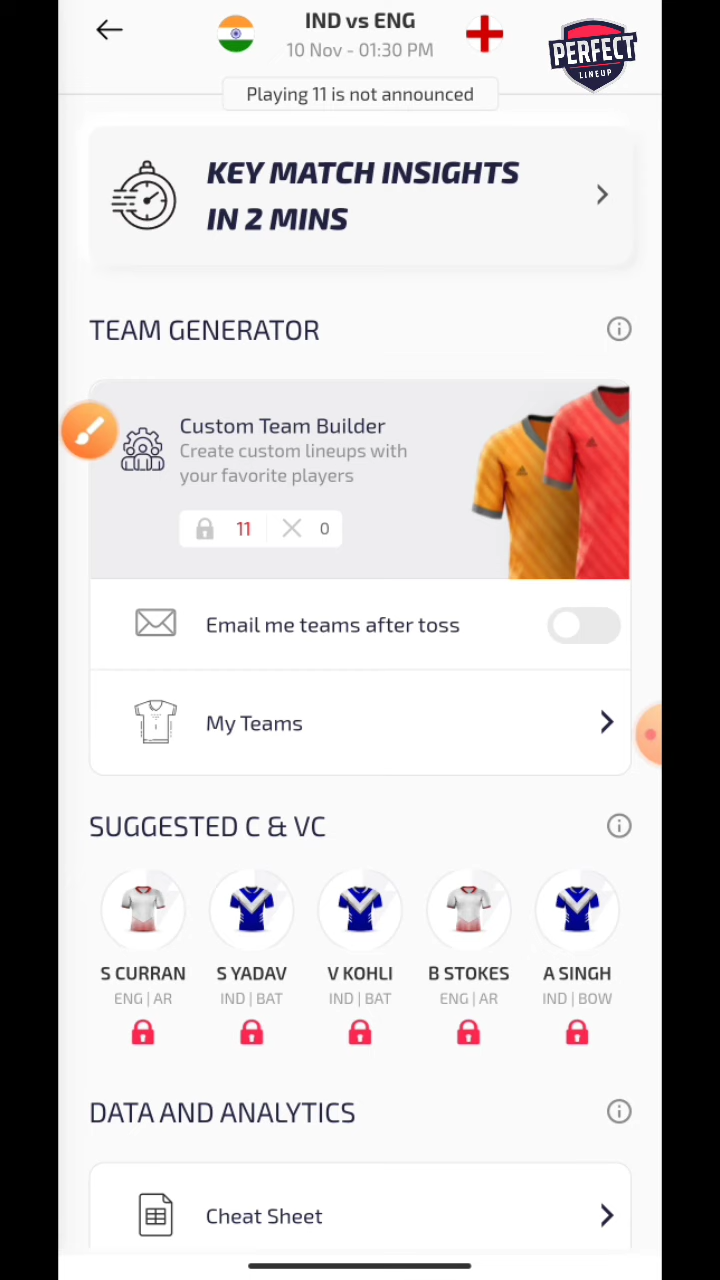 IND vs ENG
10 Nov - 01:30 PM
PERFECT
LINEUP
Playing 11 is not announced
KEY MATCH INSIGHTS
IN 2 MINS
TEAM GENERATOR
Custom Team Builder
Create custom lineups with
your favorite players
11 0
Email me teams after toss
My Teams
SUGGESTED C & VC
S CURRAN S YADAV V KOHLI B STOKES A SINGH
ENG | AR IND | BAT IND | BAT ENG | AR IND | BOW
DATA AND ANALYTICS
Cheat Sheet